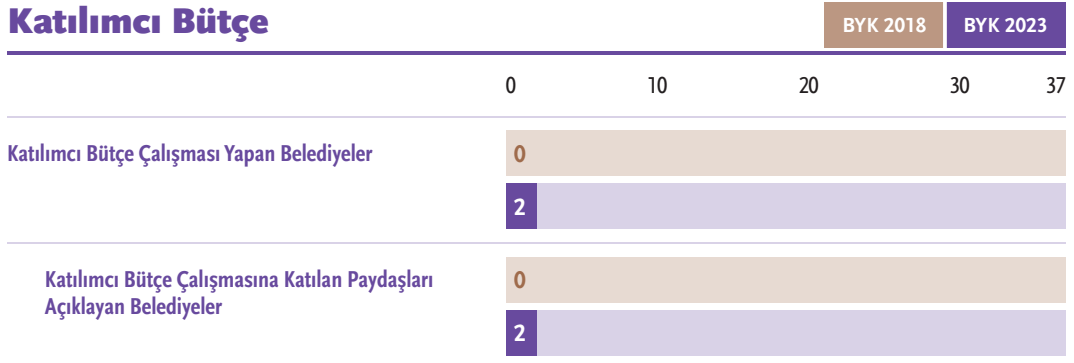 Katılımcı Bütçe
BYK 2018 BYK 2023
0 10 20 30 37
Katılımcı Bütçe Çalışması Yapan Belediyeler
0
2
Katılımcı Bütçe Çalışmasına Katılan Paydaşları
Açıklayan Belediyeler
0
2